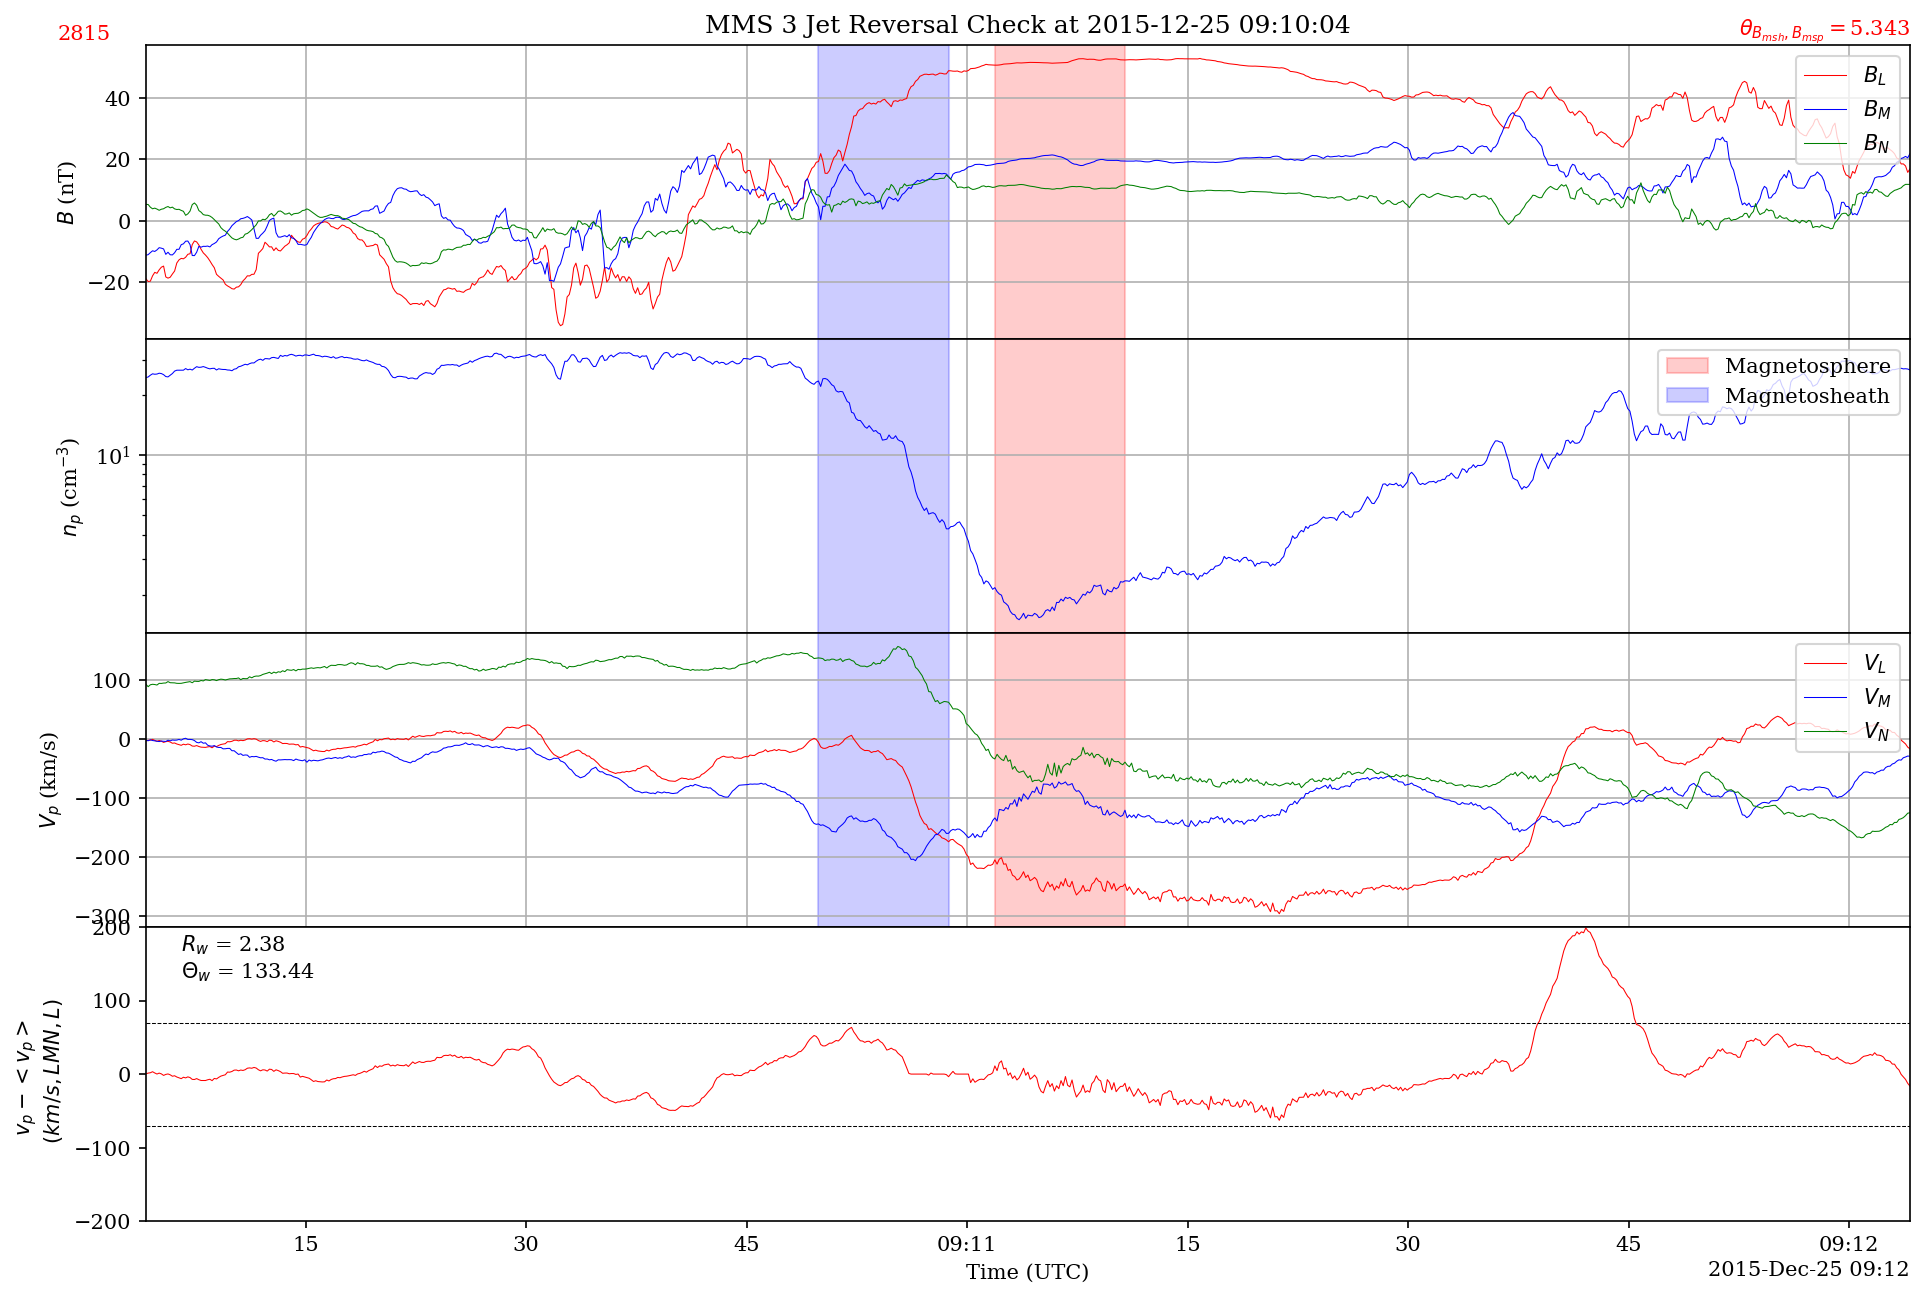 MMS 3 Jet Reversal Check at 2015-12-25 09:10:04
2815
θ_{B_{msh}, B_{msp}} = 5.343
B (nT)
40
20
0
−20
B_L
B_M
B_N
n_p (cm^{−3})
10^1
Magnetosphere
Magnetosheath
V_p (km/s)
100
0
−100
−200
−300
V_L
V_M
V_N
v_p − < v_p >
(km/s, LMN, L)
200
100
0
−100
−200
R_w = 2.38
Θ_w = 133.44
15 30 45 09:11 15 30 45 09:12
Time (UTC)
2015-Dec-25 09:12